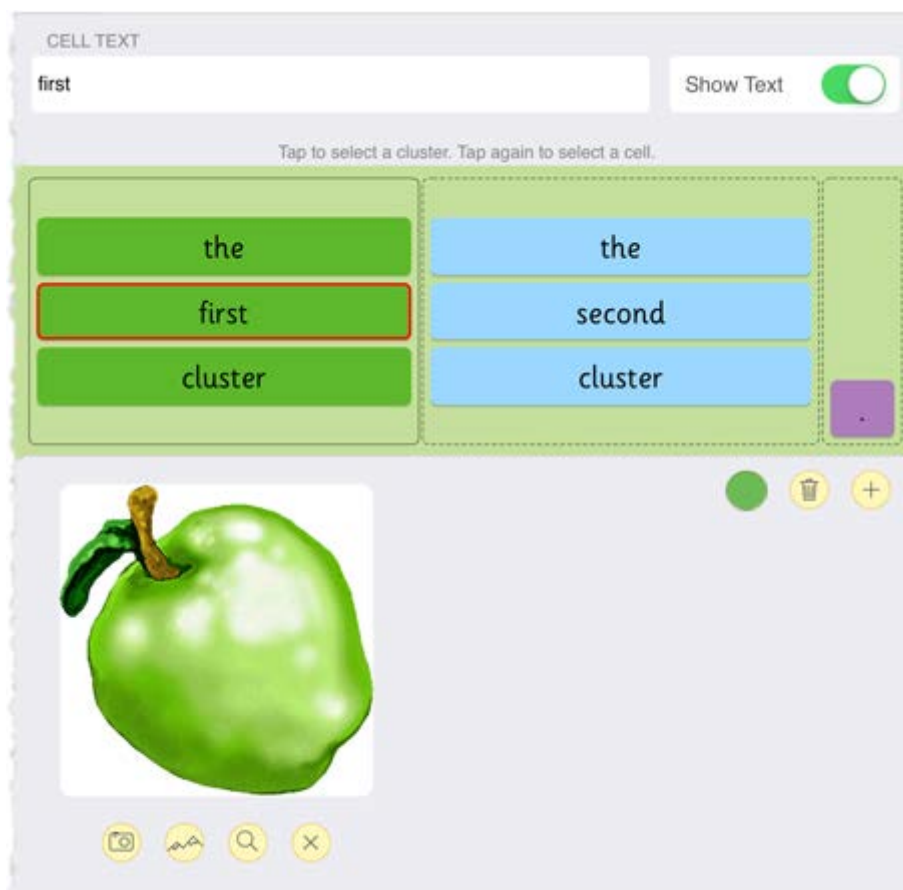 CELL TEXT
first
Show Text
Tap to select a cluster. Tap again to select a cell.
the
first
cluster
the
second
cluster
.